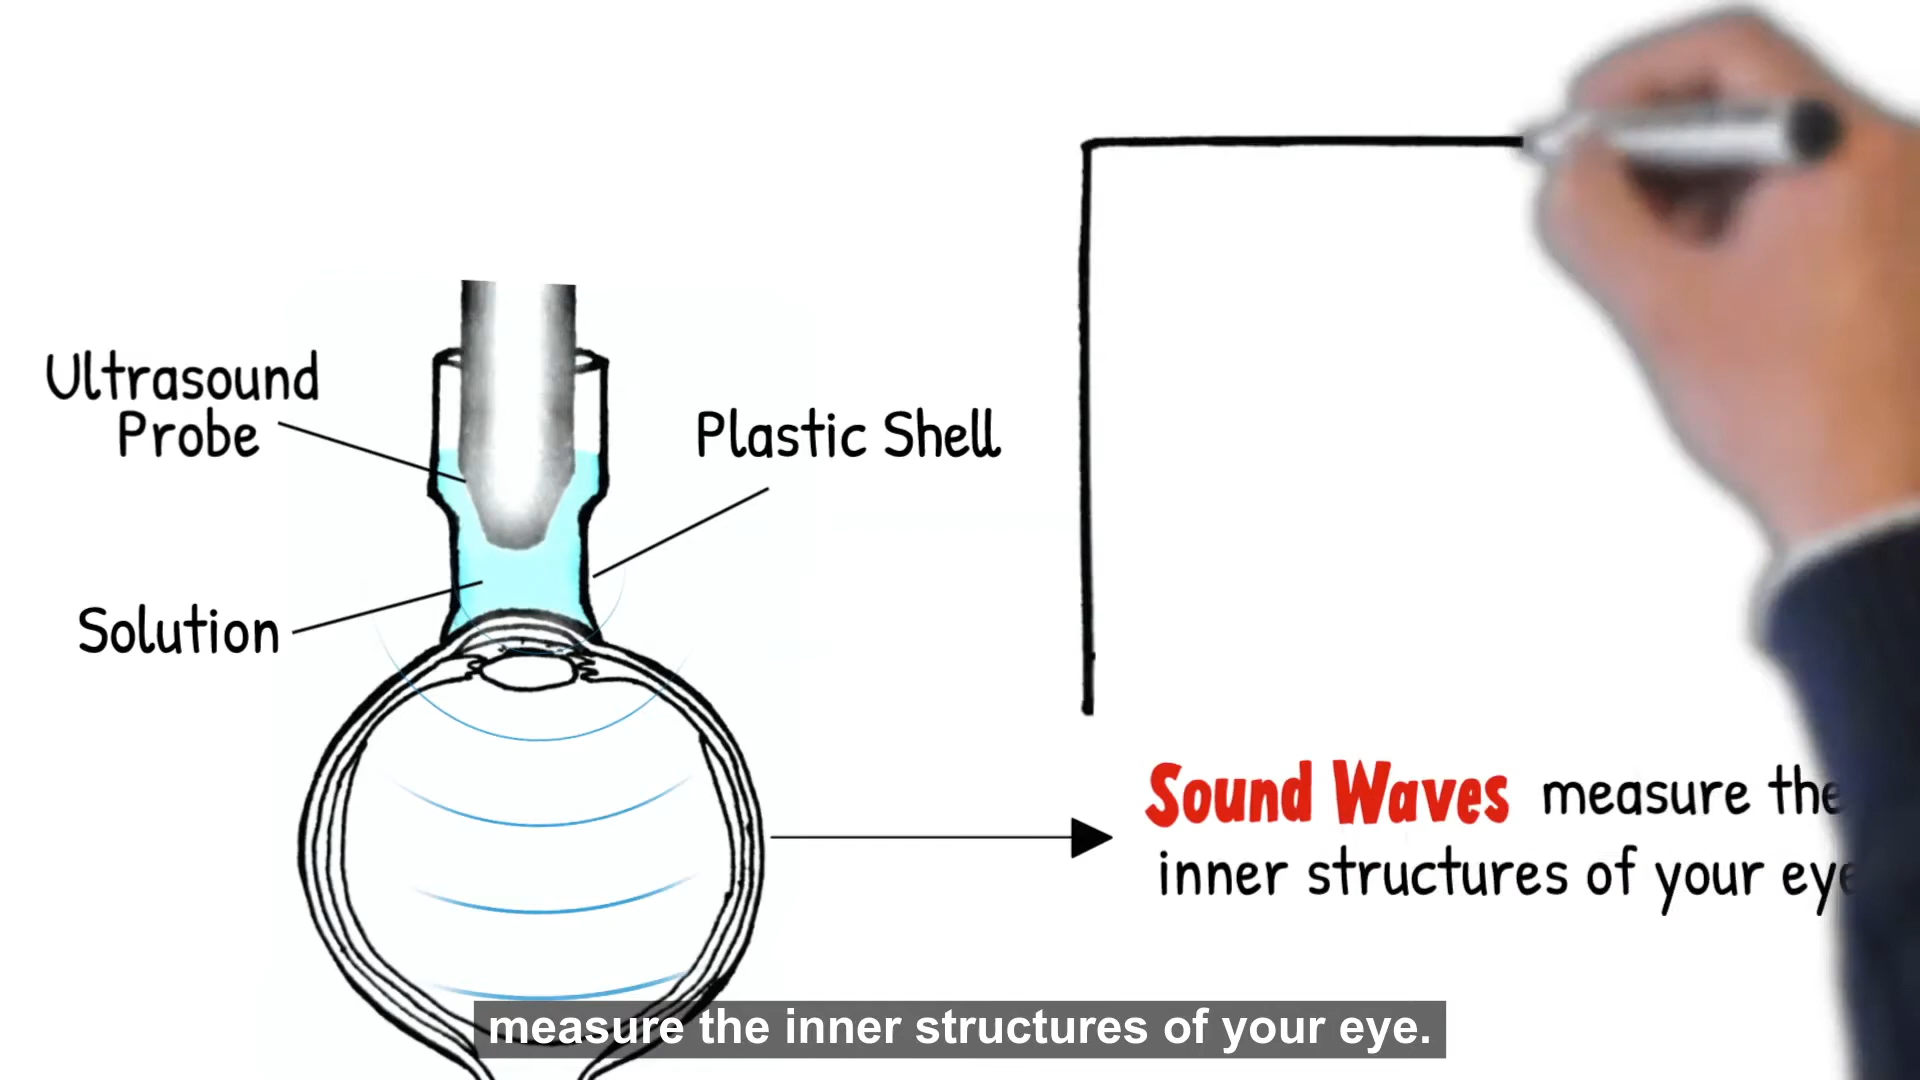 Ultrasound
Probe
Plastic Shell
Solution
Sound Waves measure the
inner structures of your eye
measure the inner structures of your eye.